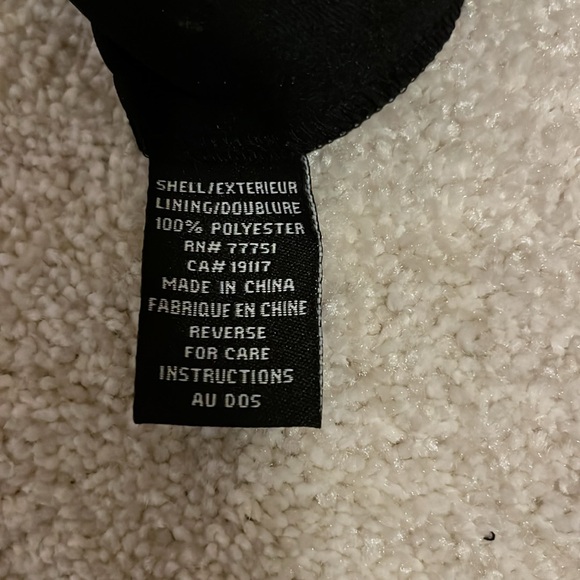 SHELL/EXTERIEUR
LINING/DOUBLURE
100% POLYESTER
RN# 77751
CA# 19117
MADE IN CHINA
FABRIQUE EN CHINE
REVERSE
FOR CARE
INSTRUCTIONS
AU DOS